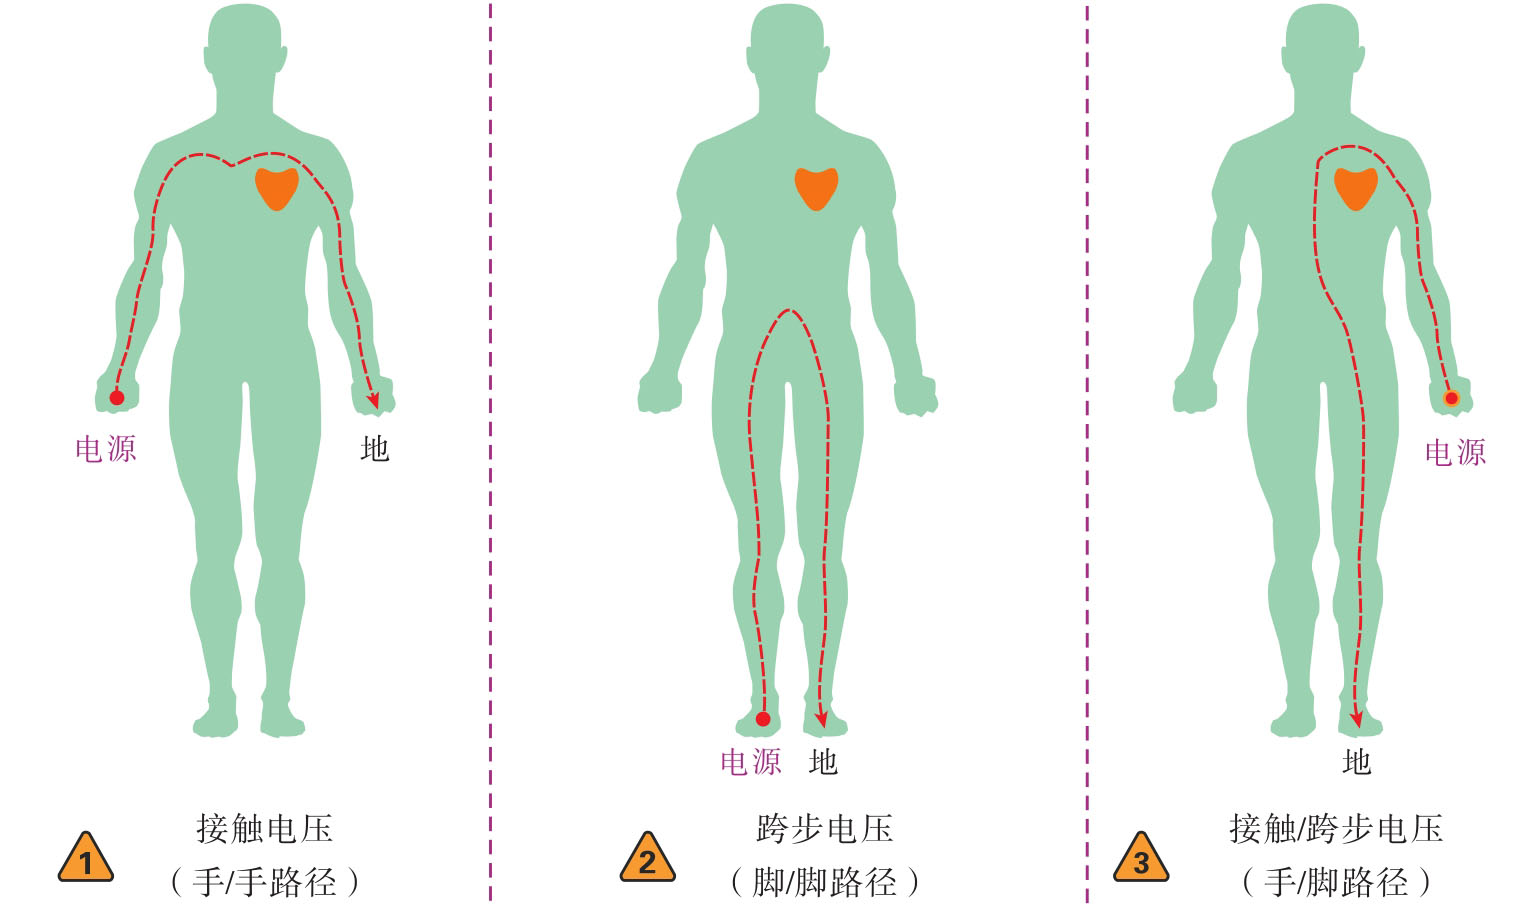 电源
地
1
接触电压
（手/手路径）
电源
地
2
跨步电压
（脚/脚路径）
电源
地
3
接触/跨步电压
（手/脚路径）